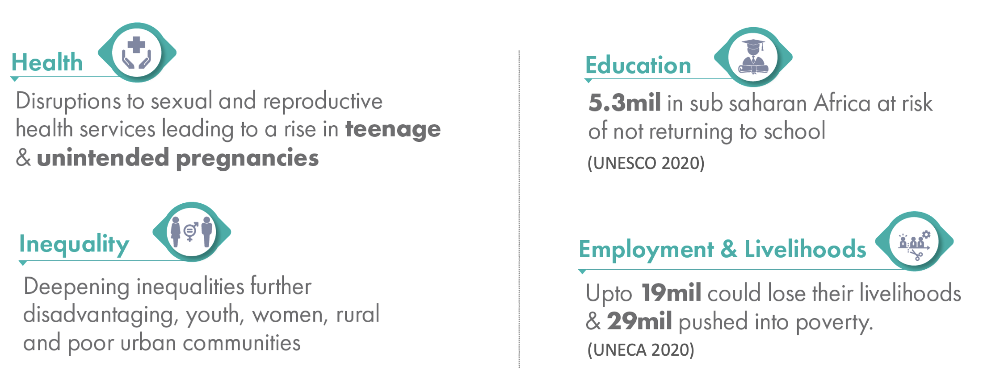 Health
Disruptions to sexual and reproductive
health services leading to a rise in teenage
& unintended pregnancies
Inequality
Deepening inequalities further
disadvantaging, youth, women, rural
and poor urban communities
Education
5.3mil in sub saharan Africa at risk
of not returning to school
(UNESCO 2020)
Employment & Livelihoods
Upto 19mil could lose their livelihoods
& 29mil pushed into poverty.
(UNECA 2020)